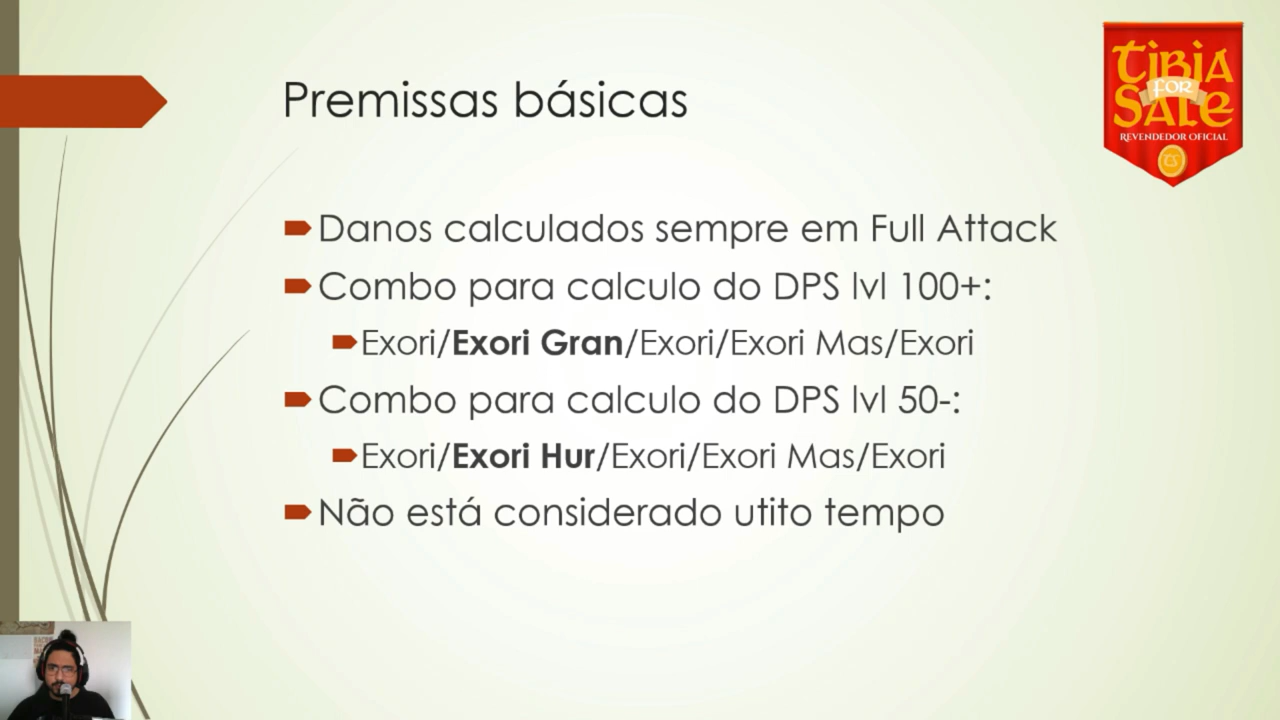 Premissas básicas
TIBIA
FOR
SALE
REVENDEDOR OFICIAL
TS
Danos calculados sempre em Full Attack
Combo para calculo do DPS lvl 100+:
Exori/Exori Gran/Exori/Exori Mas/Exori
Combo para calculo do DPS lvl 50-:
Exori/Exori Hur/Exori/Exori Mas/Exori
Não está considerado utito tempo